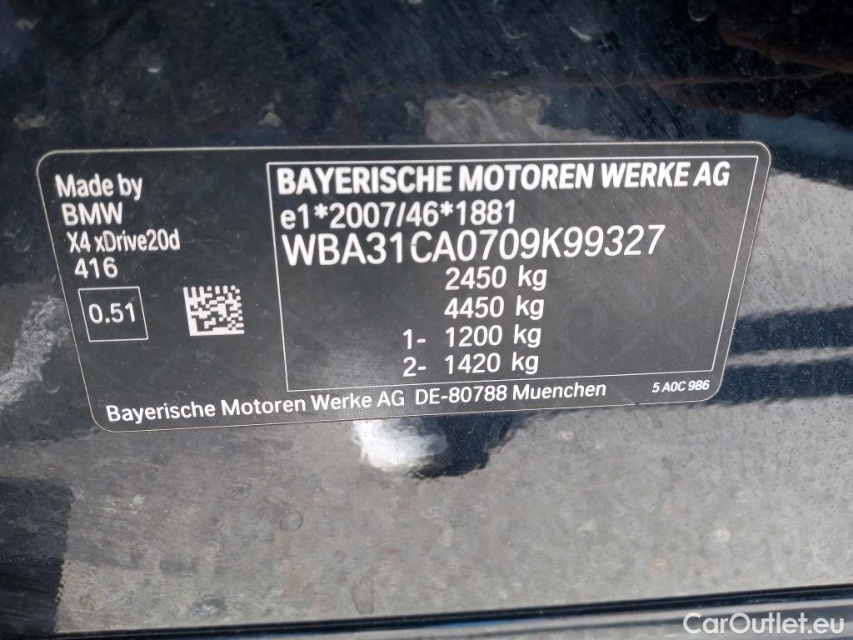 Made by
BMW
X4 xDrive20d
416
0.51
BAYERISCHE MOTOREN WERKE AG
e1*2007/46*1881
WBA31CA0709K99327
2450 kg
4450 kg
1- 1200 kg
2- 1420 kg
Bayerische Motoren Werke AG DE-80788 Muenchen
5 A0C 986
CarOutlet.eu